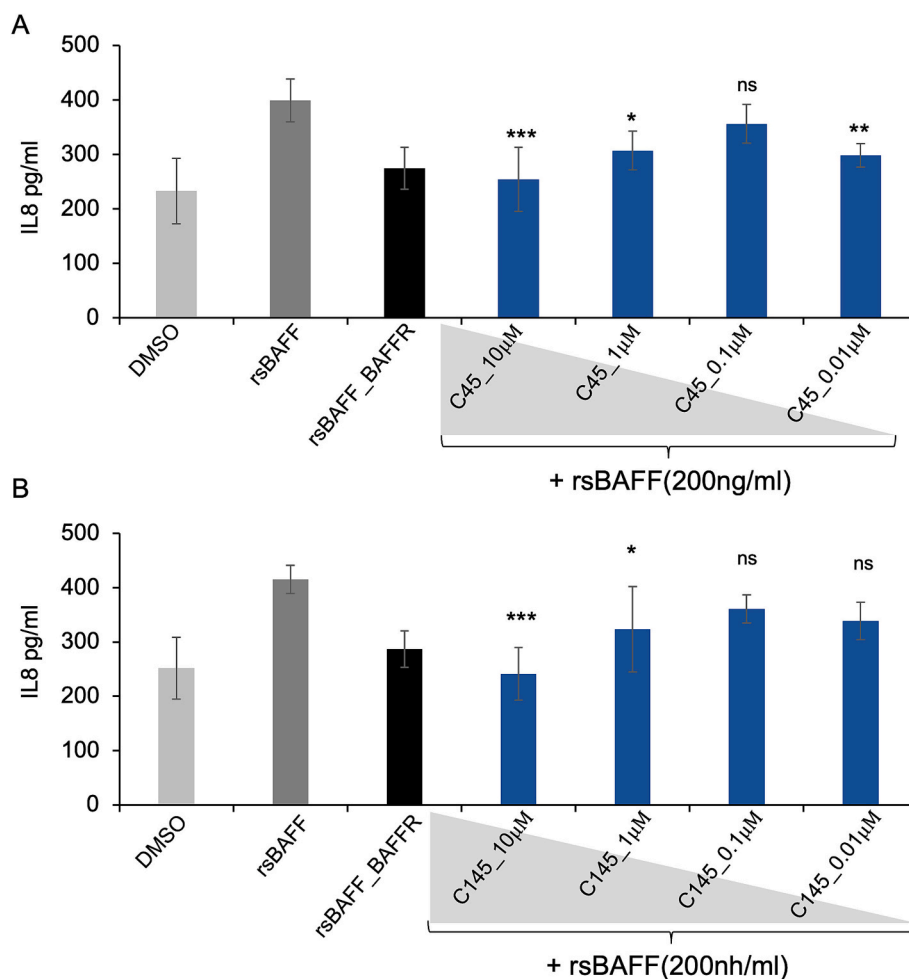 A
500
400
300
200
100
0
IL8 pg/ml
***
*
ns
**
DMSO
rsBAFF
rsBAFF_BAFFR
C45_10µM
C45_1µM
C45_0.1µM
C45_0.01µM
+ rsBAFF(200ng/ml)
B
500
400
300
200
100
0
IL8 pg/ml
***
*
ns
ns
DMSO
rsBAFF
rsBAFF_BAFFR
C145_10µM
C145_1µM
C145_0.1µM
C145_0.01µM
+ rsBAFF(200nh/ml)